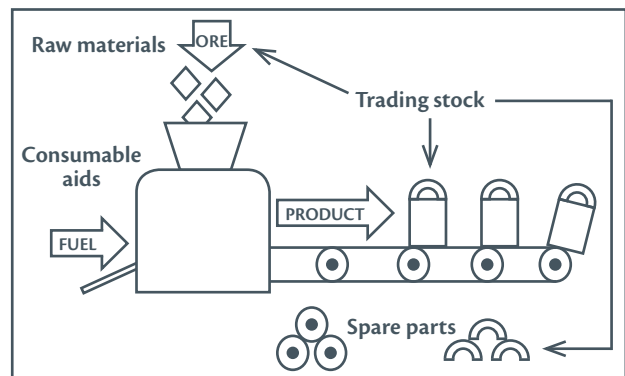 Raw materials
ORE
Trading stock
Consumable
aids
PRODUCT
FUEL
Spare parts